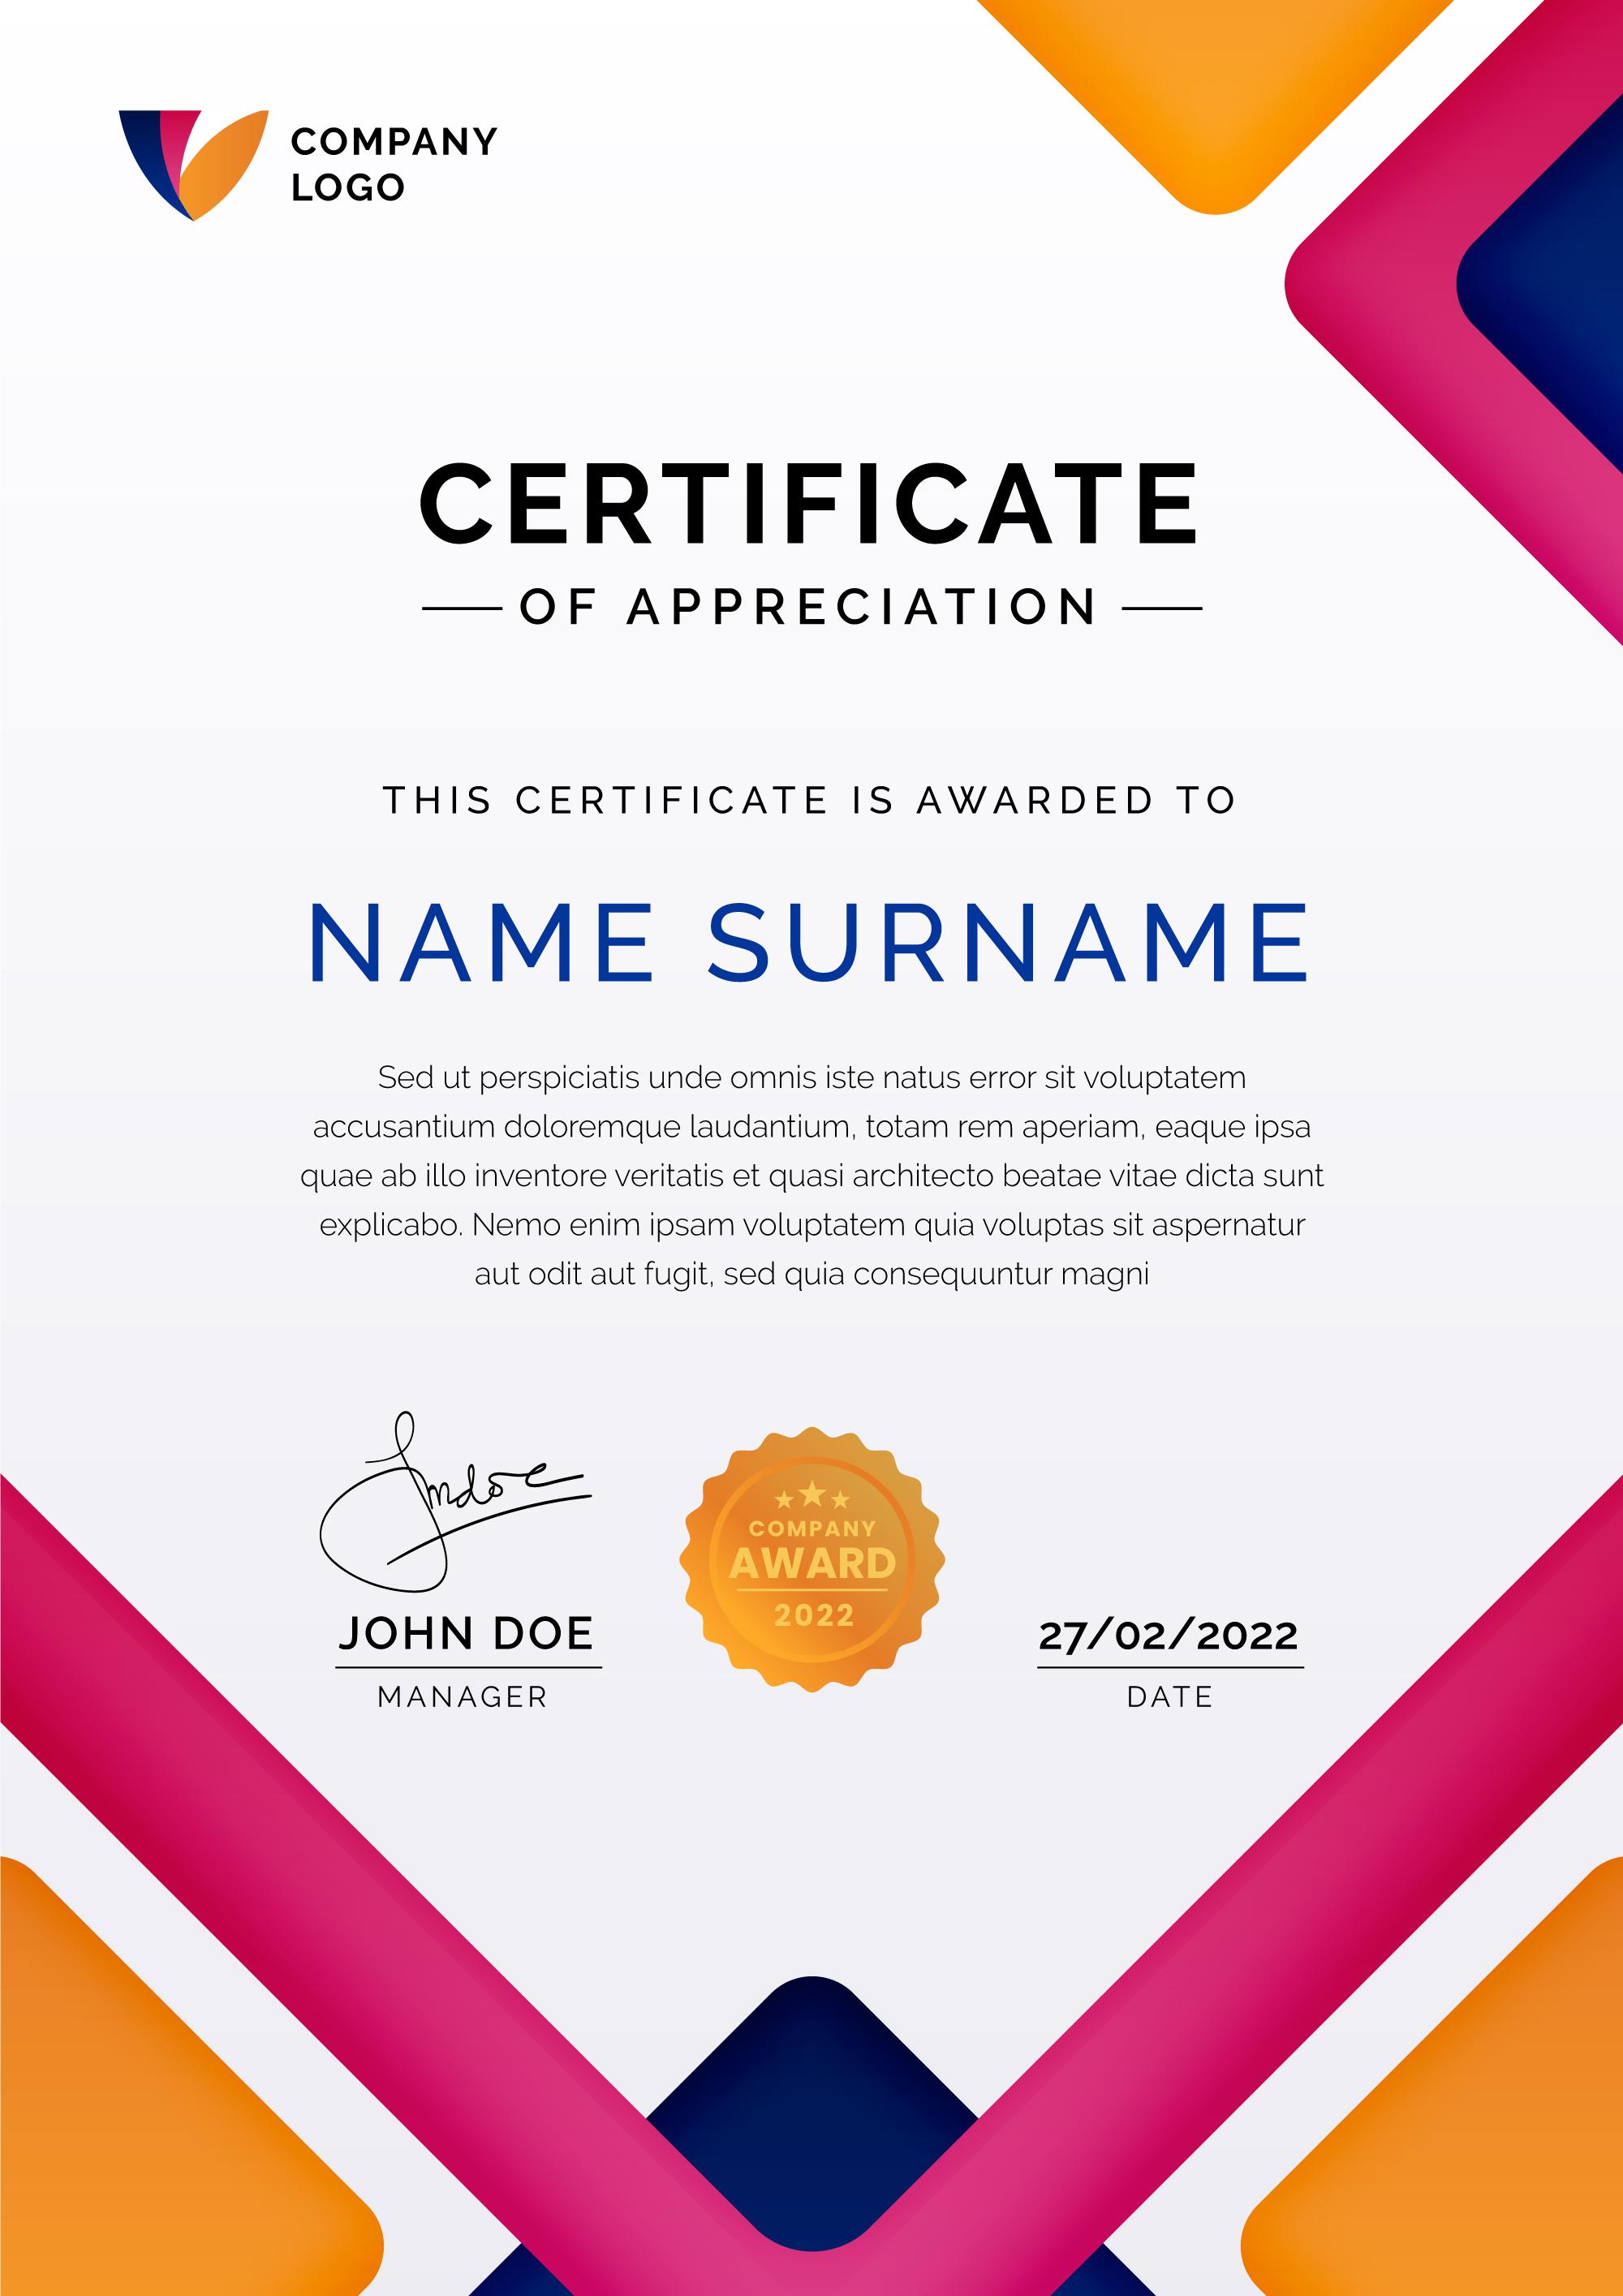 COMPANY
LOGO
CERTIFICATE
OF APPRECIATION
THIS CERTIFICATE IS AWARDED TO
NAME SURNAME
Sed ut perspiciatis unde omnis iste natus error sit voluptatem
accusantium doloremque laudantium, totam rem aperiam, eaque ipsa
quae ab illo inventore veritatis et quasi architecto beatae vitae dicta sunt
explicabo. Nemo enim ipsam voluptatem quia voluptas sit aspernatur
aut odit aut fugit, sed quia consequuntur magni
COMPANY
AWARD
2022
JOHN DOE
MANAGER
27/02/2022
DATE